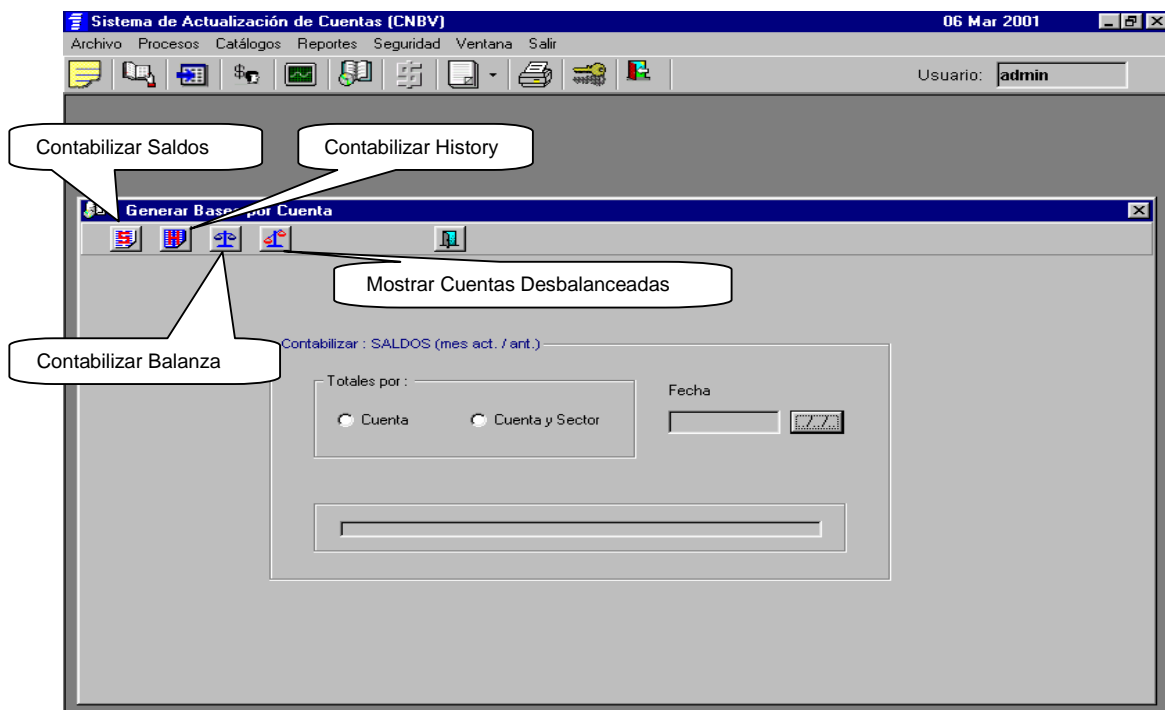 Sistema de Actualización de Cuentas (CNBV) 06 Mar 2001
Archivo Procesos Catálogos Reportes Seguridad Ventana Salir
Usuario: admin
Contabilizar Saldos
Contabilizar History
Generar Bases por Cuenta
Mostrar Cuentas Desbalanceadas
Contabilizar Balanza
Contabilizar : SALDOS (mes act. / ant.)
Totales por :
Fecha
Cuenta Cuenta y Sector
../../..